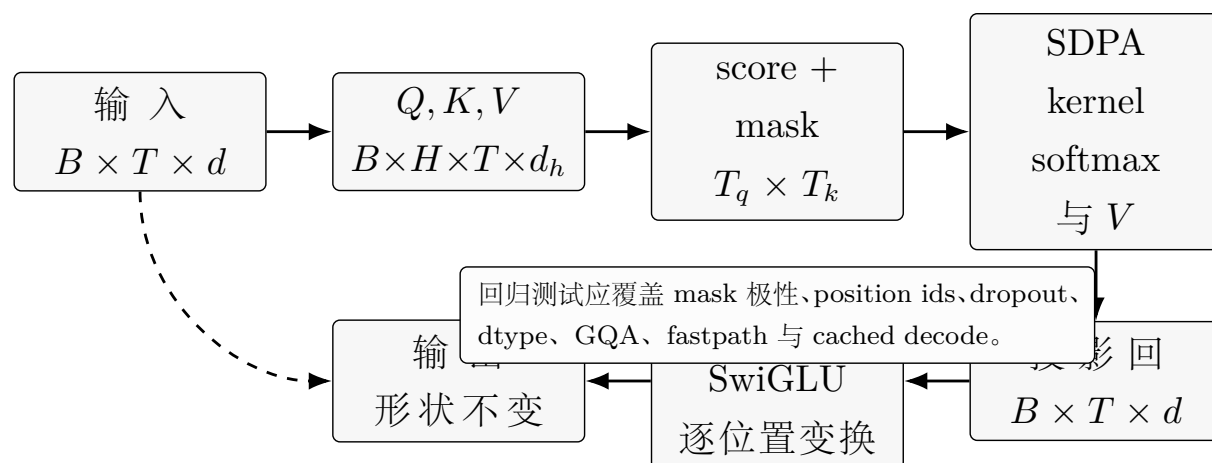 输入
B × T × d
Q, K, V
B×H×T×d_h
score +
mask
T_q × T_k
SDPA
kernel
softmax
与 V
回归测试应覆盖 mask 极性、position ids、dropout、
dtype、GQA、fastpath 与 cached decode。
输出
形状不变
SwiGLU
逐位置变换
投影回
B × T × d